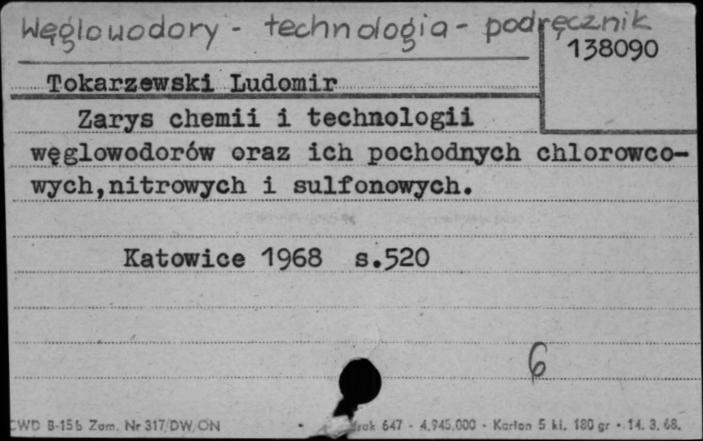 Węglowodory - technologia - podręcznik
138090
Tokarzewski Ludomir
Zarys chemii i technologii
węglowodorów oraz ich pochodnych chlorowco-
wych,nitrowych i sulfonowych.
Katowice 1968 s.520
6
CWD B-15b Zam. Nr 317/DW/ON 647 - 4.945.000 - Karton 5 kl. 180 gr - 14. 3. 68.